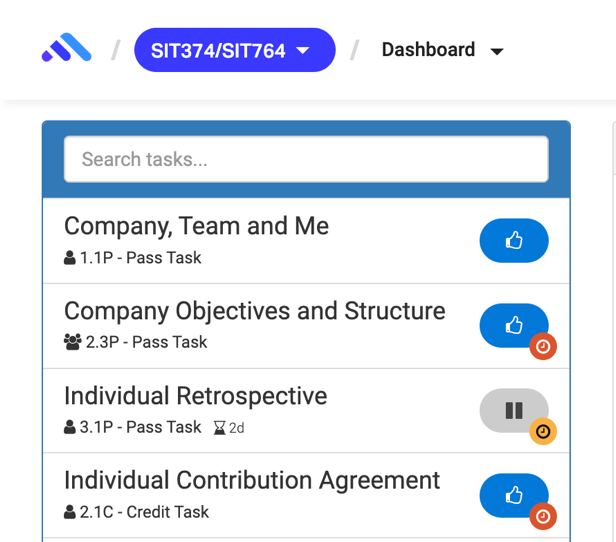 / SIT374/SIT764 / Dashboard
Search tasks...
Company, Team and Me
1.1P - Pass Task
Company Objectives and Structure
2.3P - Pass Task
Individual Retrospective
3.1P - Pass Task 2d
Individual Contribution Agreement
2.1C - Credit Task